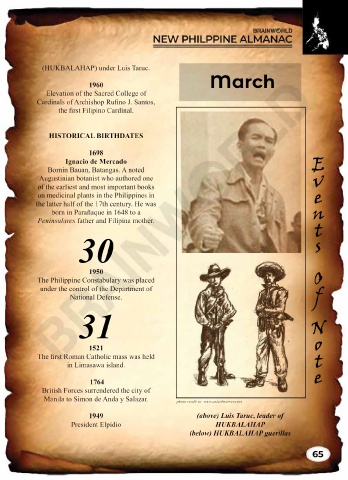 BRAINWORLD
NEW PHILPPINE ALMANAC
(HUKBALAHAP) under Luis Taruc.
1960
Elevation of the Sacred College of
Cardinals of Archishop Rufino J. Santos,
the first Filipino Cardinal.
HISTORICAL BIRTHDATES
1698
Ignacio de Mercado
Bornin Bauan, Batangas. A noted
Augustinian botanist who authored one
of the earliest and most important books
on medicinal plants in the Philippines in
the latter half of the 17th century. He was
born in Parañaque in 1648 to a
Peninsulares father and Filipina mother.
30
1950
The Philippine Constabulary was placed
under the control of the Department of
National Defense.
31
1521
The first Roman Catholic mass was held
in Limasawa island.
1764
British Forces surrendered the city of
Manila to Simon de Anda y Salazar.
1949
President Elpidio
March
Events Of Note
(above) Luis Taruc, leader of
HUKBALAHAP
(below) HUKBALAHAP guerillas
65
BRAINWORLD